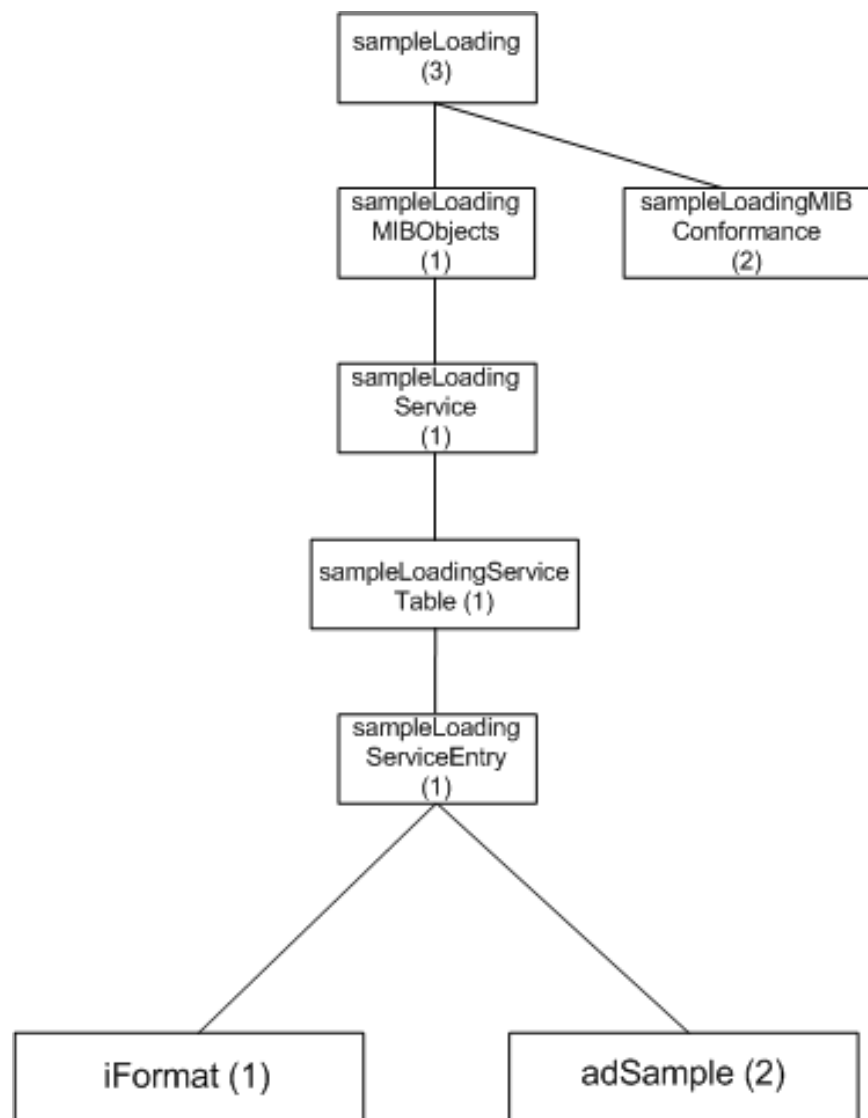 sampleLoading
(3)
sampleLoading
MIBObjects
(1)
sampleLoadingMIB
Conformance
(2)
sampleLoading
Service
(1)
sampleLoadingService
Table (1)
sampleLoading
ServiceEntry
(1)
iFormat (1)
adSample (2)